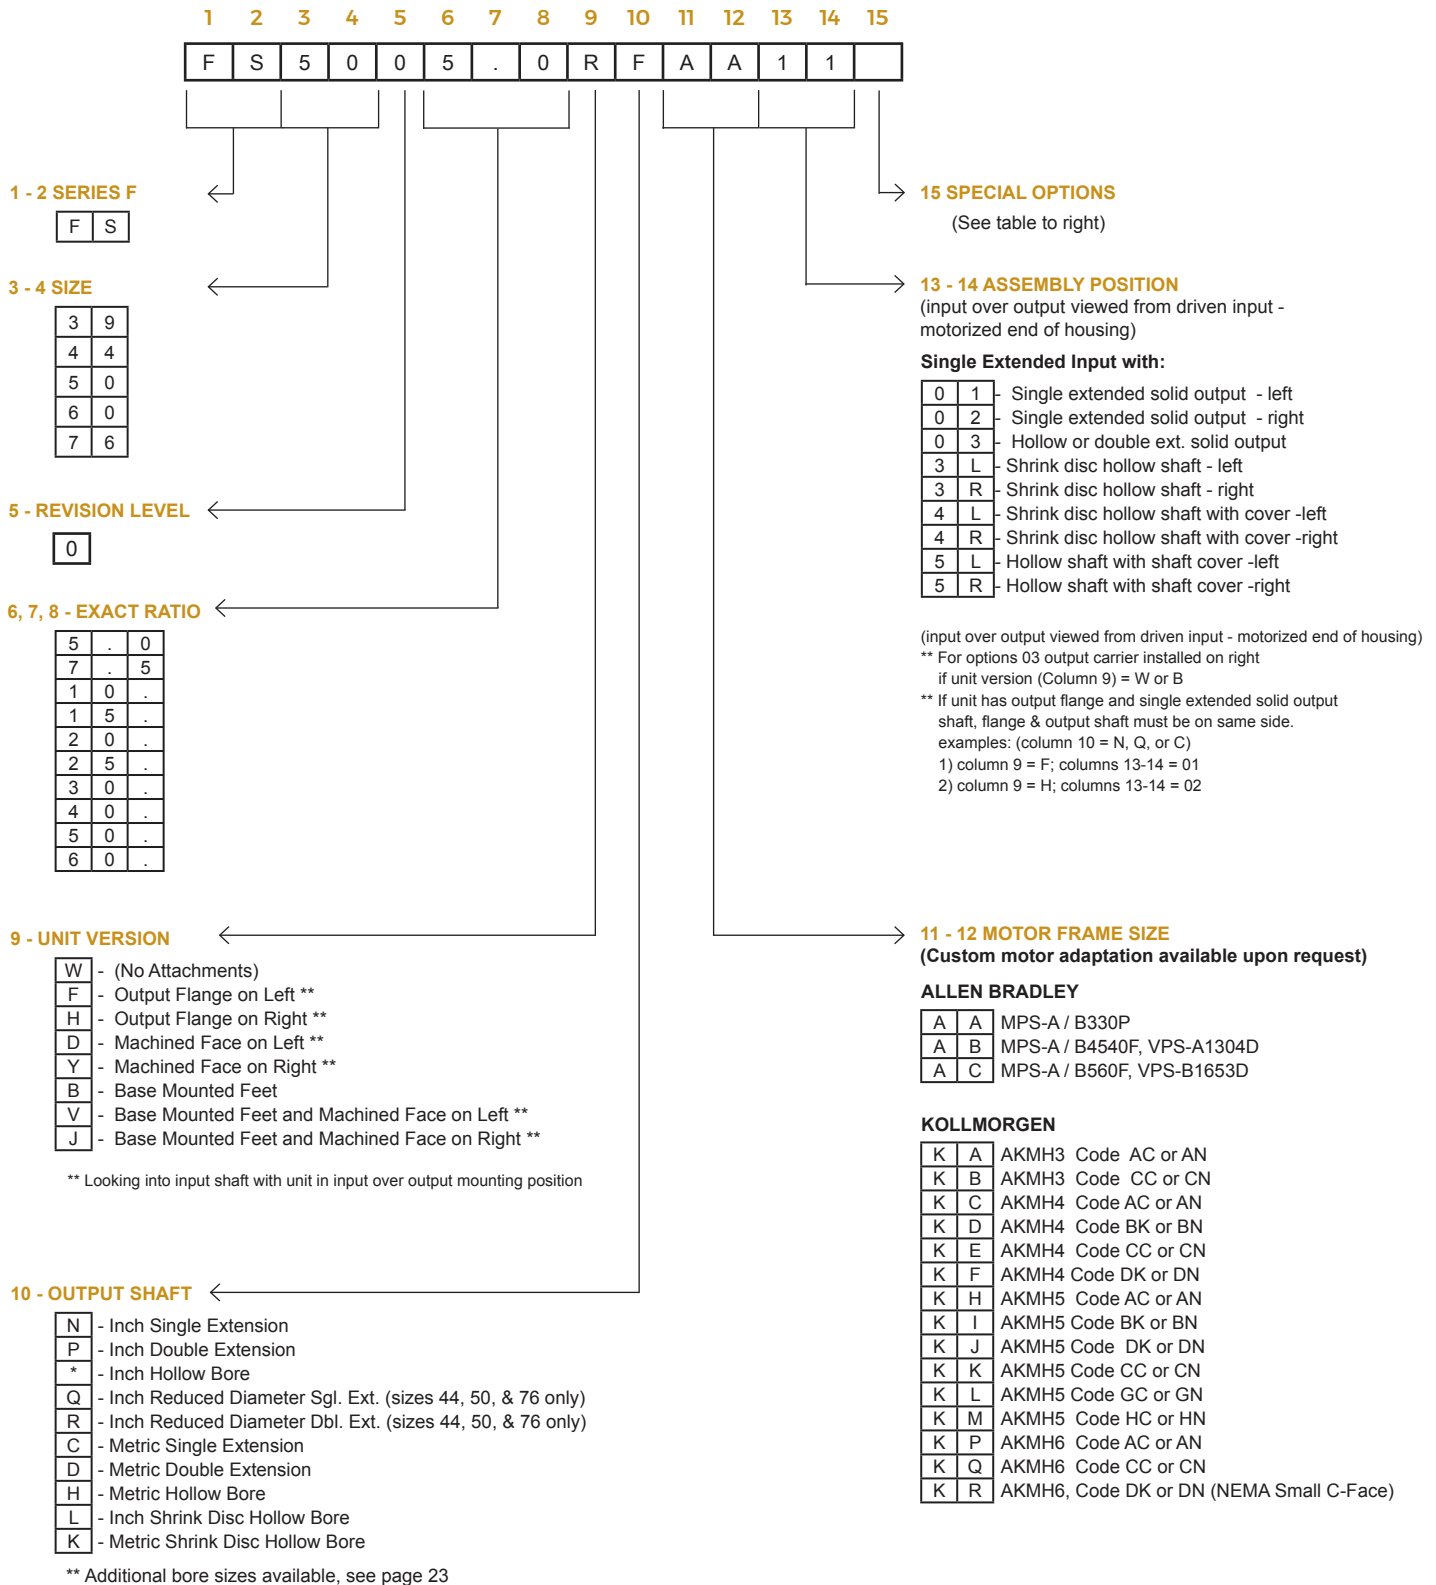 1 2 3 4 5 6 7 8 9 10 11 12 13 14 15
F S 5 0 0 5 . 0 R F A A 1 1
1 - 2 SERIES F
F S
3 - 4 SIZE
3 9
4 4
5 0
6 0
7 6
5 - REVISION LEVEL
0
6, 7, 8 - EXACT RATIO
5 . 0
7 . 5
1 0 .
1 5 .
2 0 .
2 5 .
3 0 .
4 0 .
5 0 .
6 0 .
9 - UNIT VERSION
W - (No Attachments)
F - Output Flange on Left **
H - Output Flange on Right **
D - Machined Face on Left **
Y - Machined Face on Right **
B - Base Mounted Feet
V - Base Mounted Feet and Machined Face on Left **
J - Base Mounted Feet and Machined Face on Right **
** Looking into input shaft with unit in input over output mounting position
10 - OUTPUT SHAFT
N - Inch Single Extension
P - Inch Double Extension
* - Inch Hollow Bore
Q - Inch Reduced Diameter Sgl. Ext. (sizes 44, 50, & 76 only)
R - Inch Reduced Diameter Dbl. Ext. (sizes 44, 50, & 76 only)
C - Metric Single Extension
D - Metric Double Extension
H - Metric Hollow Bore
L - Inch Shrink Disc Hollow Bore
K - Metric Shrink Disc Hollow Bore
** Additional bore sizes available, see page 23
15 SPECIAL OPTIONS
(See table to right)
13 - 14 ASSEMBLY POSITION
(input over output viewed from driven input -
motorized end of housing)
Single Extended Input with:
0 1 - Single extended solid output - left
0 2 - Single extended solid output - right
0 3 - Hollow or double ext. solid output
3 L - Shrink disc hollow shaft - left
3 R - Shrink disc hollow shaft - right
4 L - Shrink disc hollow shaft with cover -left
4 R - Shrink disc hollow shaft with cover -right
5 L - Hollow shaft with shaft cover -left
5 R - Hollow shaft with shaft cover -right
(input over output viewed from driven input - motorized end of housing)
** For options 03 output carrier installed on right
if unit version (Column 9) = W or B
** If unit has output flange and single extended solid output
shaft, flange & output shaft must be on same side.
examples: (column 10 = N, Q, or C)
1) column 9 = F; columns 13-14 = 01
2) column 9 = H; columns 13-14 = 02
11 - 12 MOTOR FRAME SIZE
(Custom motor adaptation available upon request)
ALLEN BRADLEY
A A MPS-A / B330P
A B MPS-A / B4540F, VPS-A1304D
A C MPS-A / B560F, VPS-B1653D
KOLLMORGEN
K A AKMH3 Code AC or AN
K B AKMH3 Code CC or CN
K C AKMH4 Code AC or AN
K D AKMH4 Code BK or BN
K E AKMH4 Code CC or CN
K F AKMH4 Code DK or DN
K H AKMH5 Code AC or AN
K I AKMH5 Code BK or BN
K J AKMH5 Code DK or DN
K K AKMH5 Code CC or CN
K L AKMH5 Code GC or GN
K M AKMH5 Code HC or HN
K P AKMH6 Code AC or AN
K Q AKMH6 Code CC or CN
K R AKMH6, Code DK or DN (NEMA Small C-Face)